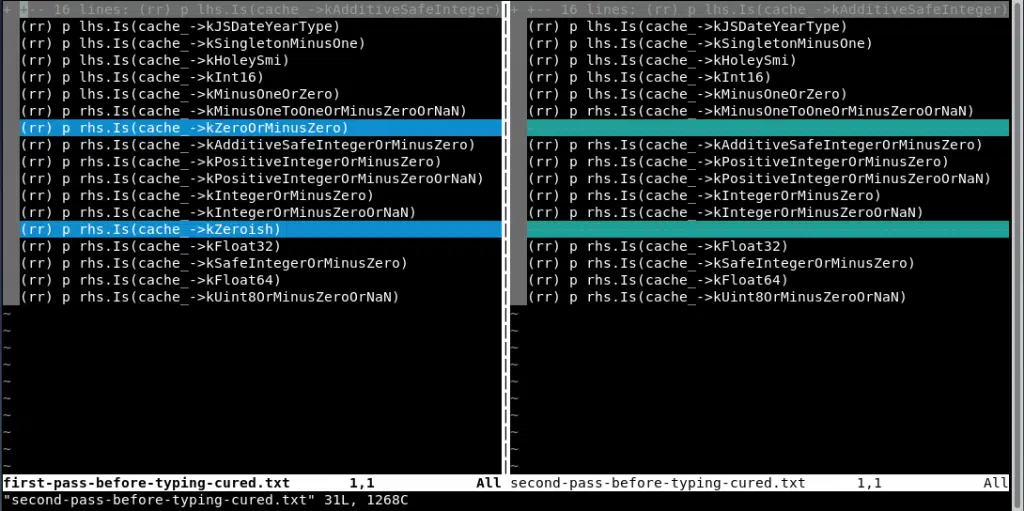 + +-- 16 lines: (rr) p lhs.Is(cache_->kAdditiveSafeInteger)
(rr) p lhs.Is(cache_->kJSDateYearType)
(rr) p lhs.Is(cache_->kSingletonMinusOne)
(rr) p lhs.Is(cache_->kHoleySmi)
(rr) p lhs.Is(cache_->kInt16)
(rr) p lhs.Is(cache_->kMinusOneOrZero)
(rr) p lhs.Is(cache_->kMinusOneToOneOrMinusZeroOrNaN)
(rr) p rhs.Is(cache_->kZeroOrMinusZero)
(rr) p rhs.Is(cache_->kAdditiveSafeIntegerOrMinusZero)
(rr) p rhs.Is(cache_->kPositiveIntegerOrMinusZero)
(rr) p rhs.Is(cache_->kPositiveIntegerOrMinusZeroOrNaN)
(rr) p rhs.Is(cache_->kIntegerOrMinusZero)
(rr) p rhs.Is(cache_->kIntegerOrMinusZeroOrNaN)
(rr) p rhs.Is(cache_->kZeroish)
(rr) p rhs.Is(cache_->kFloat32)
(rr) p rhs.Is(cache_->kSafeIntegerOrMinusZero)
(rr) p rhs.Is(cache_->kFloat64)
(rr) p rhs.Is(cache_->kUint8OrMinusZeroOrNaN)
~
~
~
~
~
~
~
~
~
~
first-pass-before-typing-cured.txt 1,1 All
+ +-- 16 lines: (rr) p lhs.Is(cache_->kAdditiveSafeInteger)
(rr) p lhs.Is(cache_->kJSDateYearType)
(rr) p lhs.Is(cache_->kSingletonMinusOne)
(rr) p lhs.Is(cache_->kHoleySmi)
(rr) p lhs.Is(cache_->kInt16)
(rr) p lhs.Is(cache_->kMinusOneOrZero)
(rr) p lhs.Is(cache_->kMinusOneToOneOrMinusZeroOrNaN)
(rr) p rhs.Is(cache_->kAdditiveSafeIntegerOrMinusZero)
(rr) p rhs.Is(cache_->kPositiveIntegerOrMinusZero)
(rr) p rhs.Is(cache_->kPositiveIntegerOrMinusZeroOrNaN)
(rr) p rhs.Is(cache_->kIntegerOrMinusZero)
(rr) p rhs.Is(cache_->kIntegerOrMinusZeroOrNaN)
(rr) p rhs.Is(cache_->kFloat32)
(rr) p rhs.Is(cache_->kSafeIntegerOrMinusZero)
(rr) p rhs.Is(cache_->kFloat64)
(rr) p rhs.Is(cache_->kUint8OrMinusZeroOrNaN)
~
~
~
~
~
~
~
~
~
~
second-pass-before-typing-cured.txt 1,1 All
"second-pass-before-typing-cured.txt" 31L, 1268C